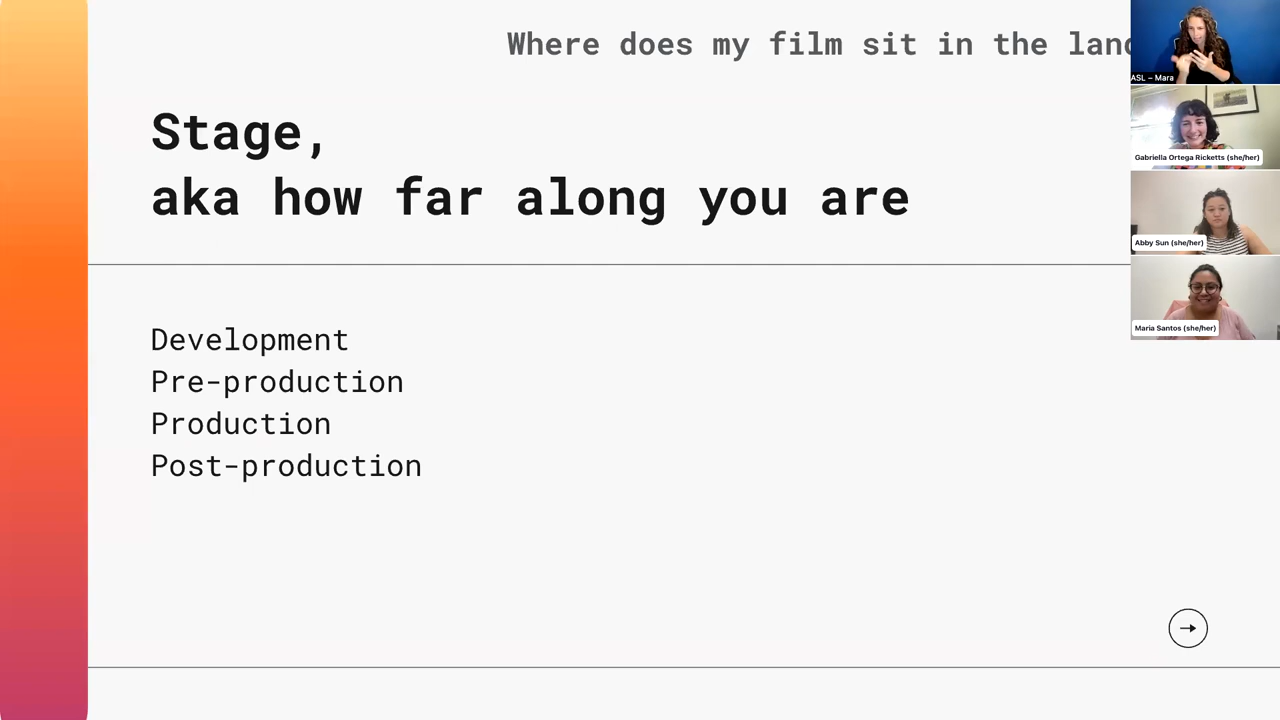 Where does my film sit in the
Stage,
aka how far along you are
Development
Pre-production
Production
Post-production
ASL – Mara
Gabriella Ortega Ricketts (she/her)
Abby Sun (she/her)
Maria Santos (she/her)